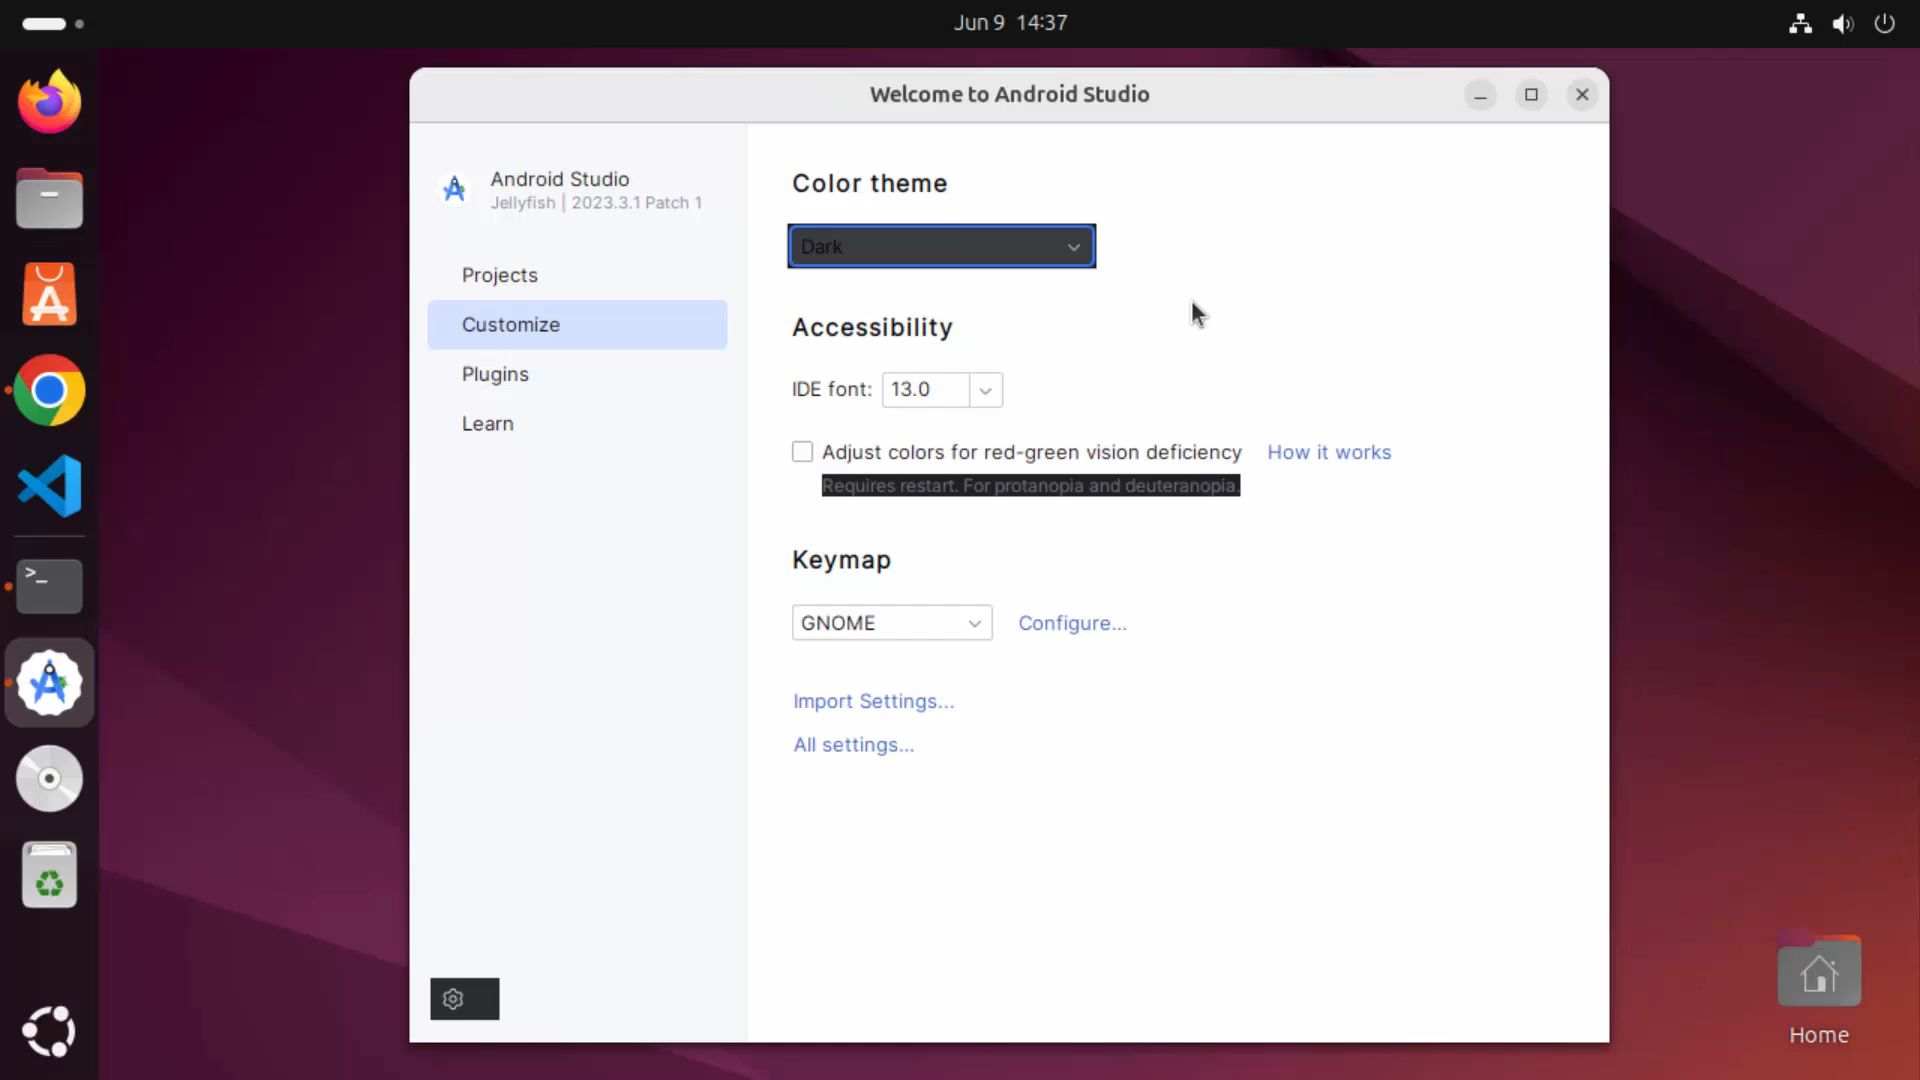 Jun 9 14:37
Welcome to Android Studio
Android Studio
Jellyfish | 2023.3.1 Patch 1
Projects
Customize
Plugins
Learn
Color theme
Dark
Accessibility
IDE font: 13.0
Adjust colors for red-green vision deficiency How it works
Requires restart. For protanopia and deuteranopia.
Keymap
GNOME Configure...
Import Settings...
All settings...
Home